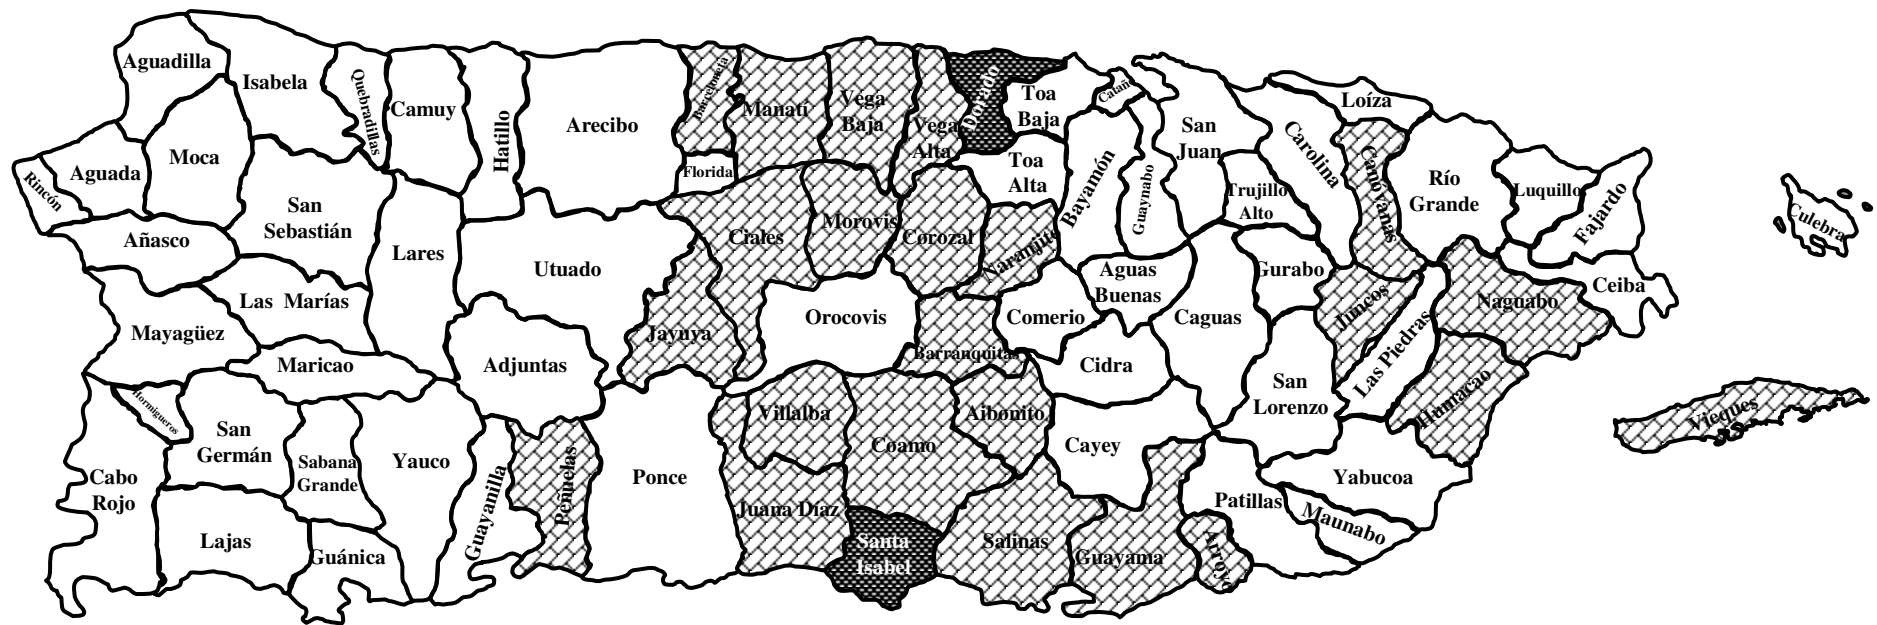 Aguadilla
Isabela
Quebradillas
Camuy
Hatillo
Arecibo
Barceloneta
Manatí
Vega
Baja
Vega
Alta
Dorado
Toa
Baja
Cataño
San
Juan
Carolina
Loíza
Canovanas
Río
Grande
Luquillo
Fajardo
Culebra
Rincón
Aguada
Moca
San
Sebastián
Florida
Toa
Alta
Bayamón
Guaynabo
Trujillo
Alto
Añasco
Lares
Utuado
Ciales
Morovis
Corozal
Naranjito
Aguas
Buenas
Gurabo
Ceiba
Las Marías
Mayagüez
Maricao
Adjuntas
Jayuya
Orocovis
Barranquitas
Comerio
Cidra
Caguas
Juncos
Las Piedras
Naguabo
Humacao
San
Lorenzo
Vieques
Hormigueros
San
Germán
Cabo
Rojo
Sabana
Grande
Yauco
Guayanilla
Peñuelas
Ponce
Villalba
Coamo
Aibonito
Cayey
Yabucoa
Patillas
Maunabo
Juana Díaz
Lajas
Guánica
Santa
Isabel
Salinas
Guayama
Arroyo